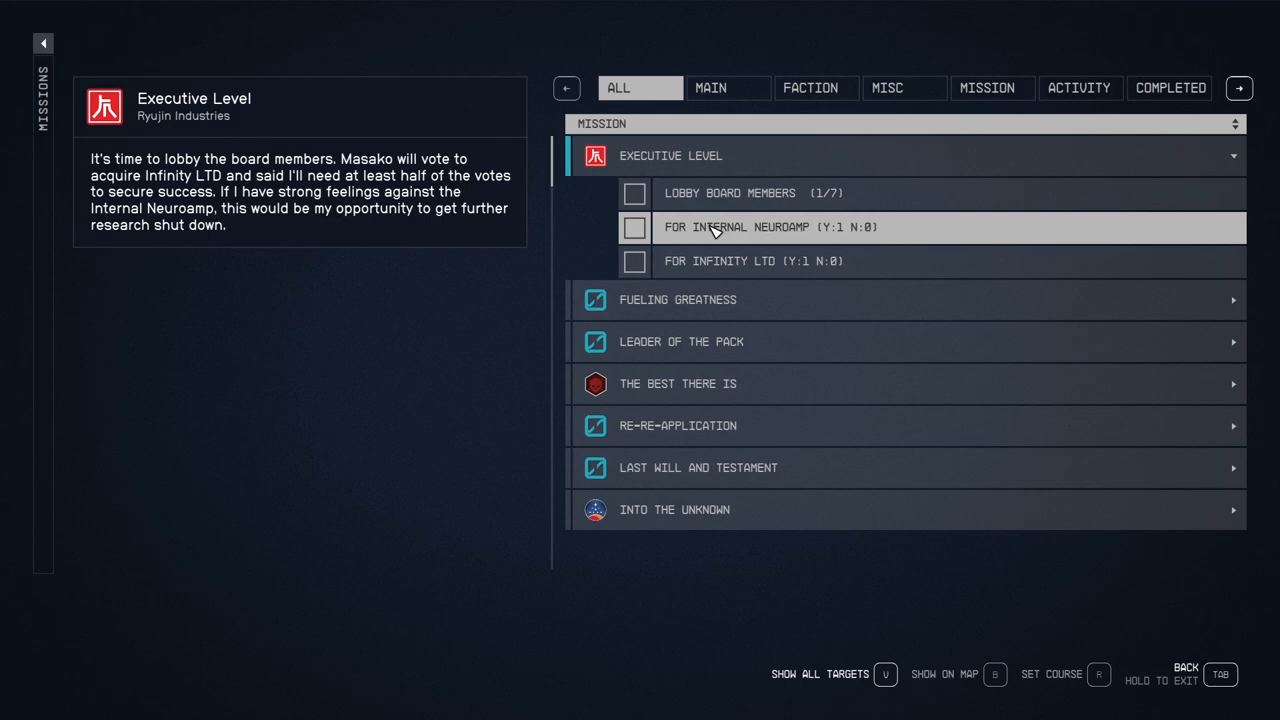 MISSIONS
Executive Level
Ryujin Industries
It's time to lobby the board members. Masako will vote to
acquire Infinity LTD and said I'll need at least half of the votes
to secure success. If I have strong feelings against the
Internal Neuroamp, this would be my opportunity to get further
research shut down.
ALL MAIN FACTION MISC MISSION ACTIVITY COMPLETED
MISSION
EXECUTIVE LEVEL
LOBBY BOARD MEMBERS (1/7)
FOR INTERNAL NEUROAMP (Y:1 N:0)
FOR INFINITY LTD (Y:1 N:0)
FUELING GREATNESS
LEADER OF THE PACK
THE BEST THERE IS
RE-RE-APPLICATION
LAST WILL AND TESTAMENT
INTO THE UNKNOWN
SHOW ALL TARGETS V SHOW ON MAP B SET COURSE R BACK TAB
HOLD TO EXIT